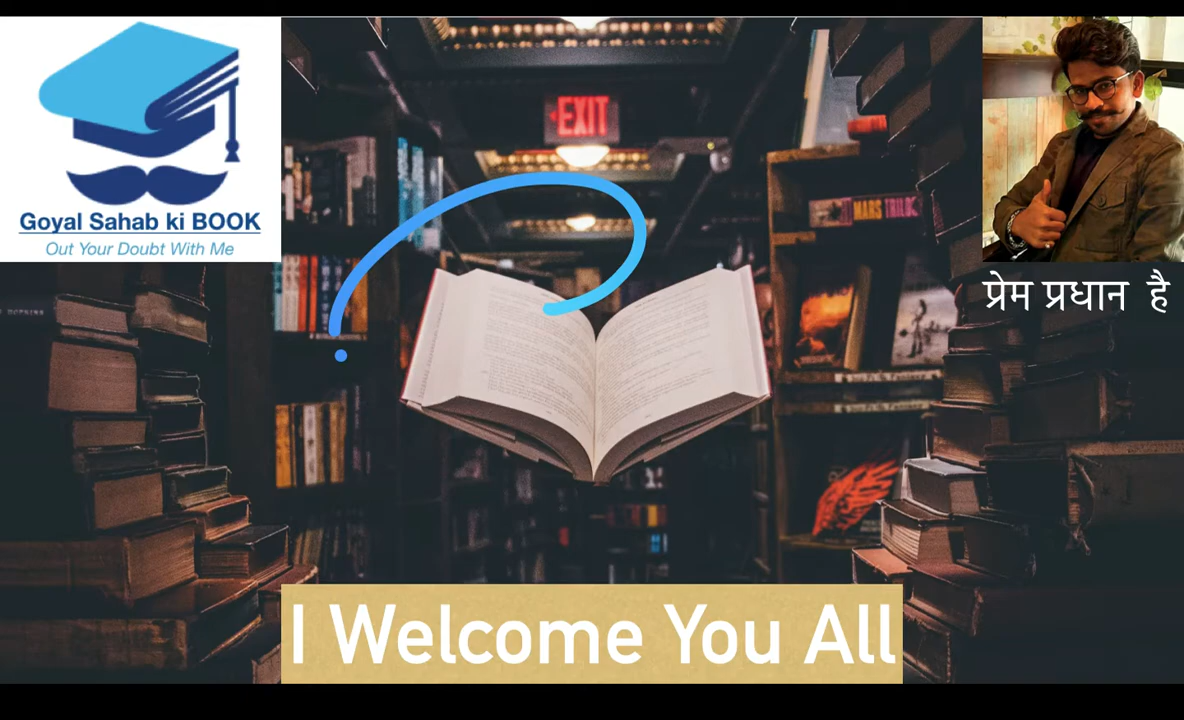 Goyal Sahab ki BOOK
Out Your Doubt With Me
EXIT
MARS TRILO
प्रेम प्रधान है
I Welcome You All